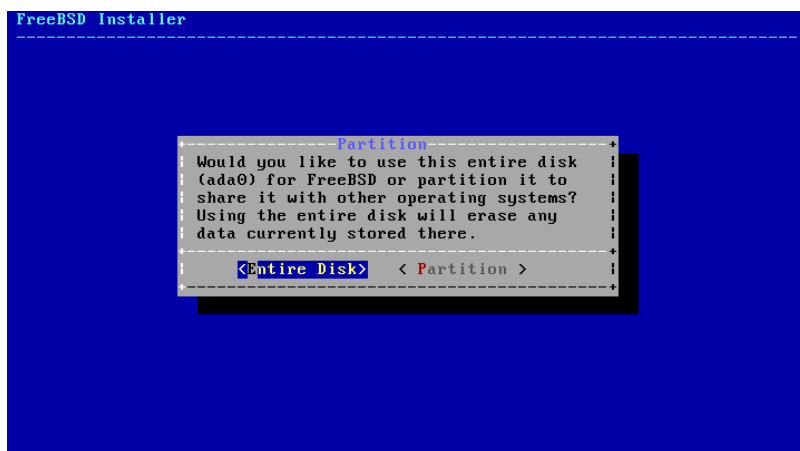 FreeBSD Installer
Partition
Would you like to use this entire disk
(ada0) for FreeBSD or partition it to
share it with other operating systems?
Using the entire disk will erase any
data currently stored there.
<Entire Disk> < Partition >